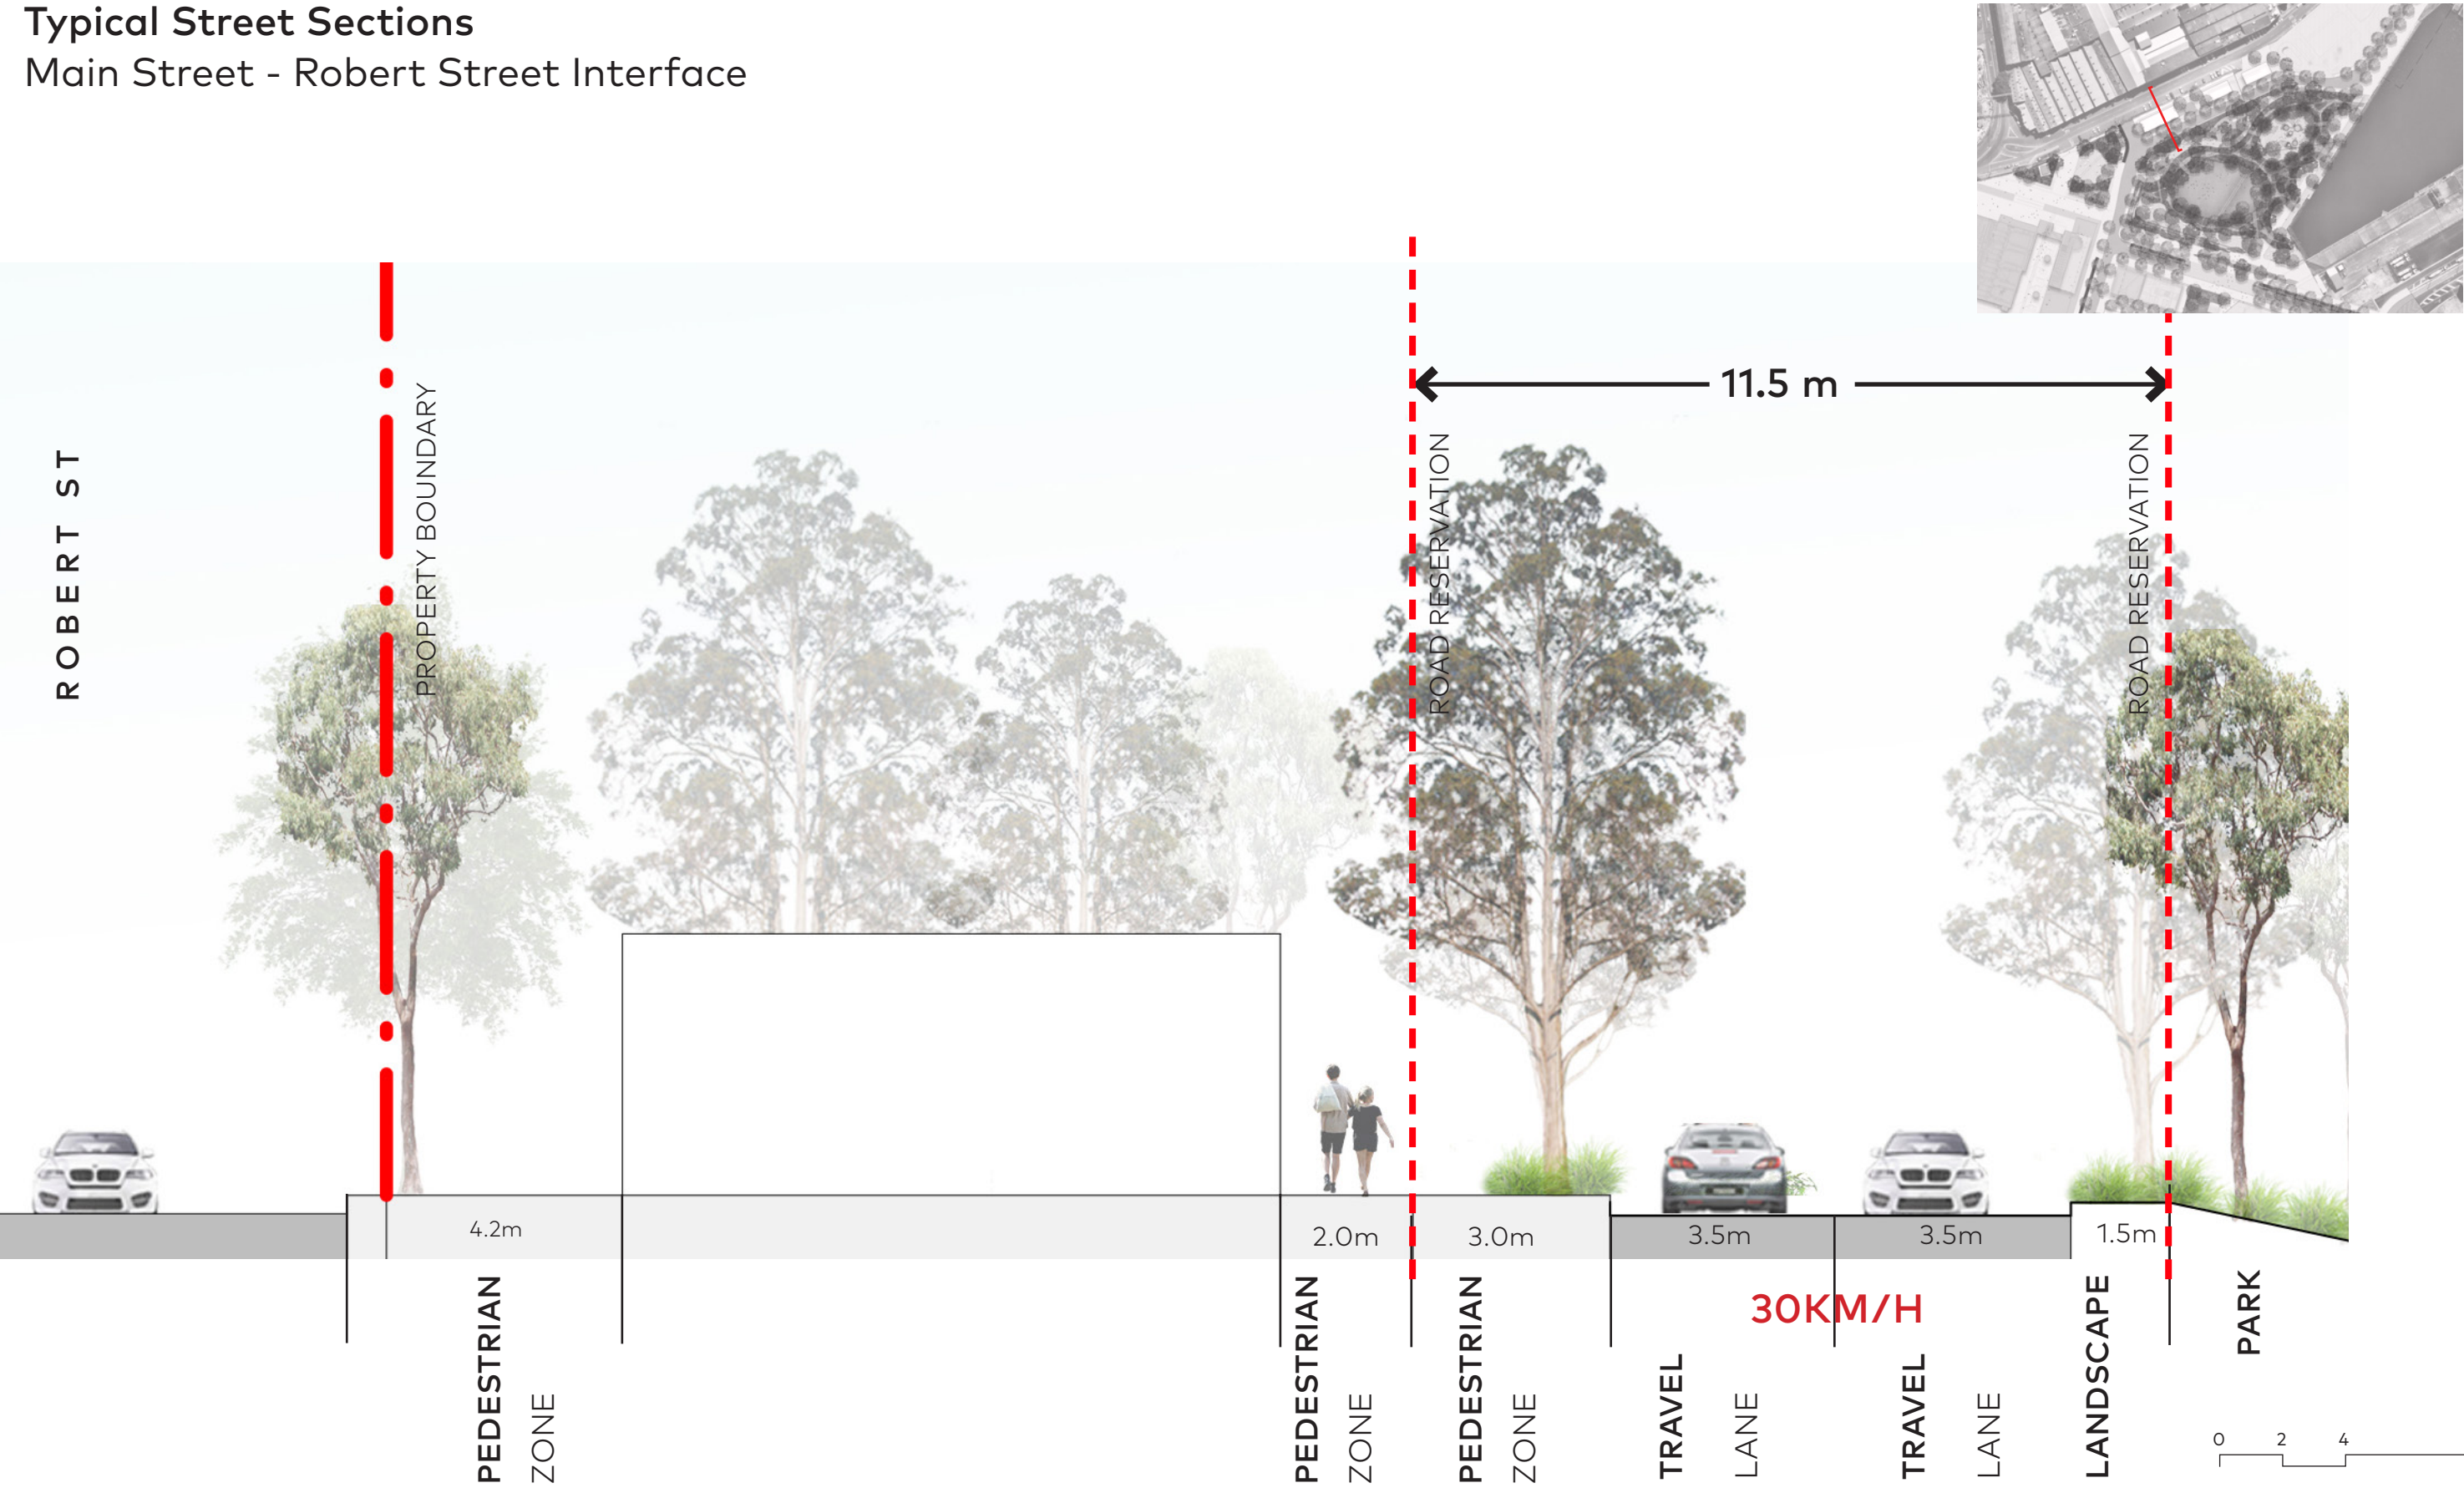 Typical Street Sections
Main Street - Robert Street Interface
11.5 m
ROBERT ST
PROPERTY BOUNDARY
ROAD RESERVATION
ROAD RESERVATION
4.2m
2.0m
3.0m
3.5m
3.5m
1.5m
30KM/H
PEDESTRIAN
ZONE
PEDESTRIAN
ZONE
PEDESTRIAN
ZONE
TRAVEL
LANE
TRAVEL
LANE
LANDSCAPE
PARK
0 2 4